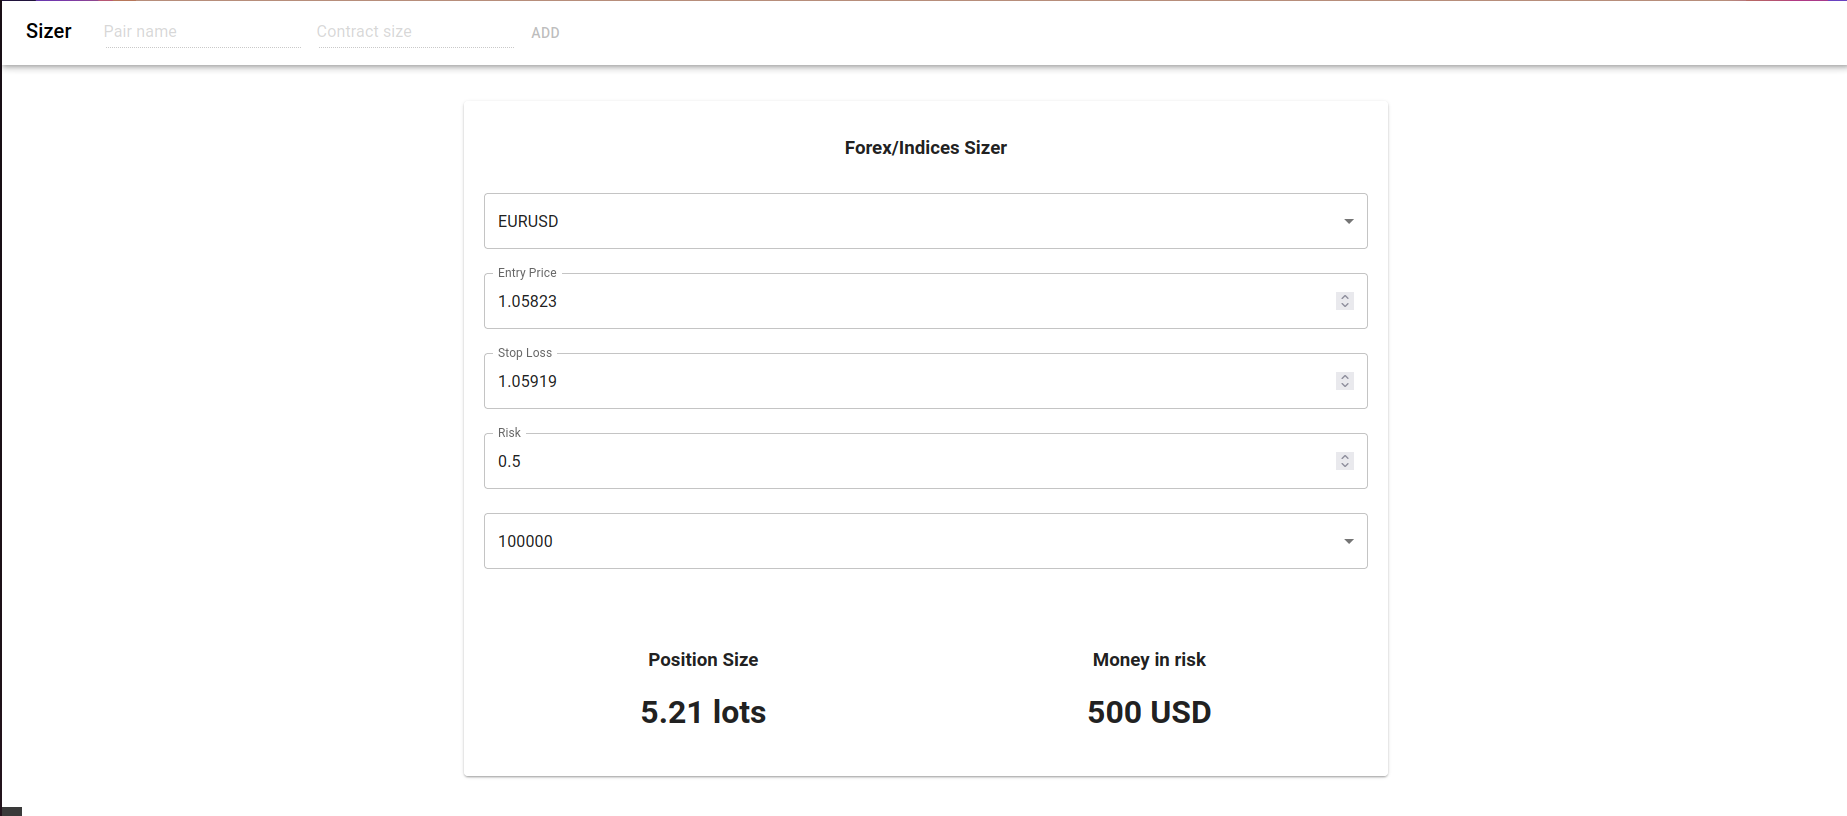 Sizer Pair name Contract size ADD
Forex/Indices Sizer
EURUSD
Entry Price
1.05823
Stop Loss
1.05919
Risk
0.5
100000
Position Size Money in risk
5.21 lots 500 USD